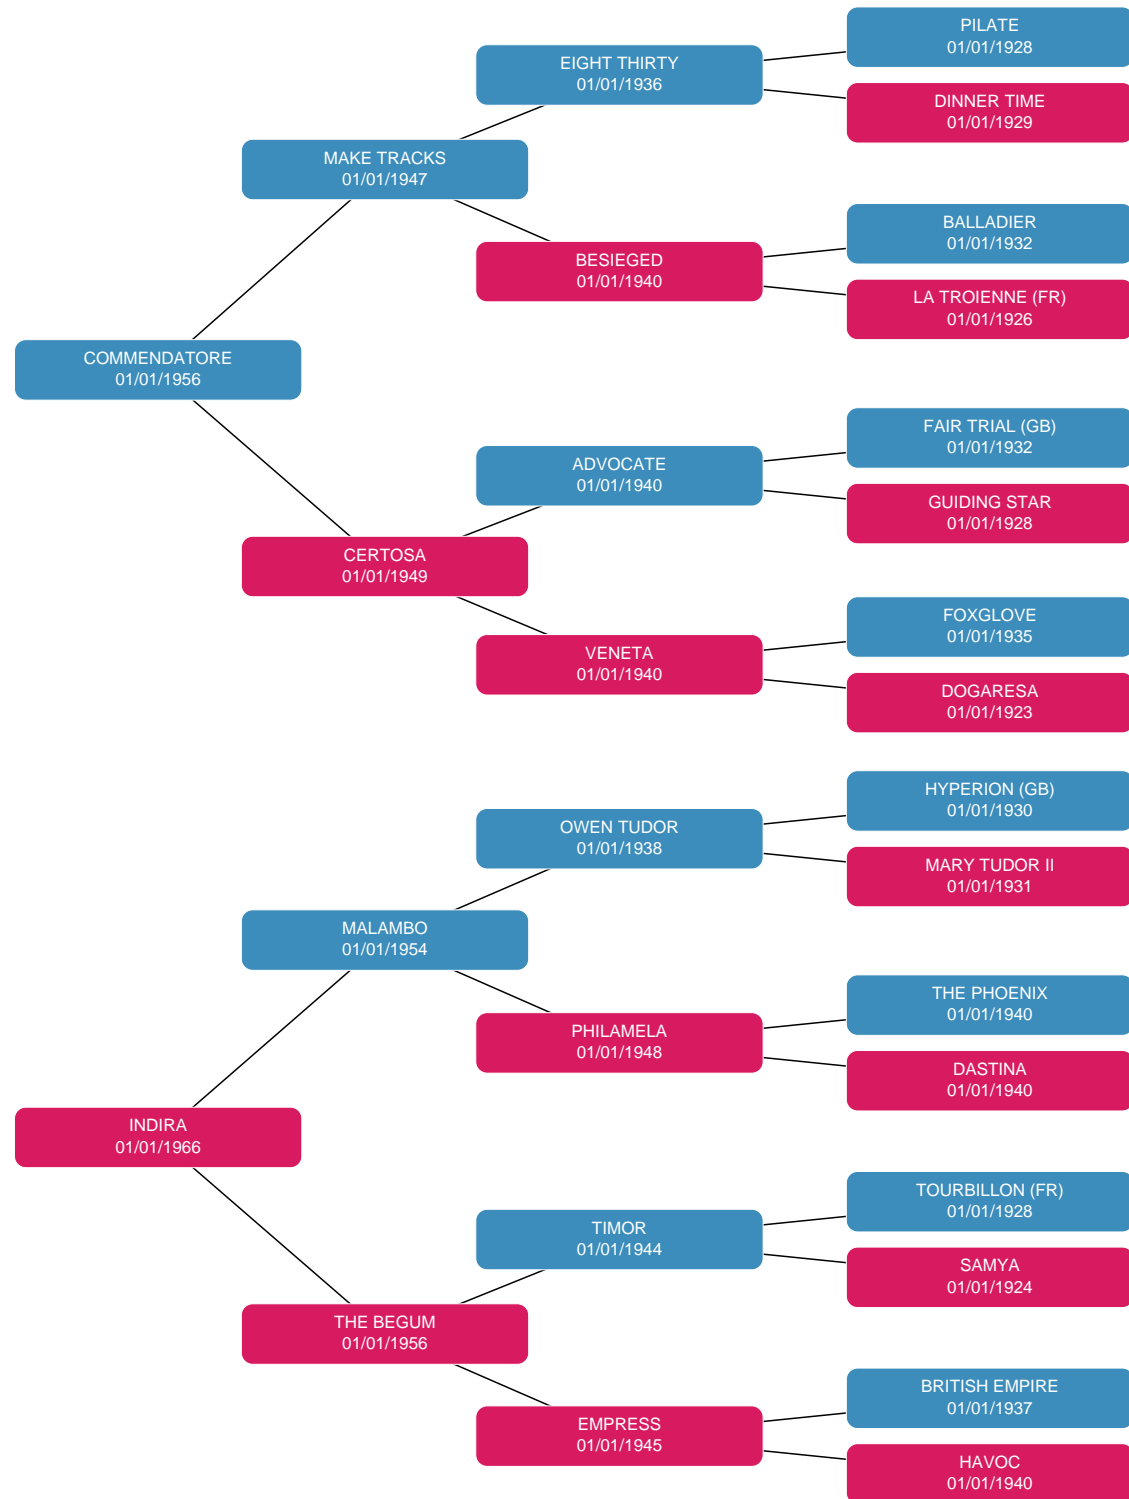 PILATE
01/01/1928
EIGHT THIRTY
01/01/1936
DINNER TIME
01/01/1929
MAKE TRACKS
01/01/1947
BALLADIER
01/01/1932
BESIEGED
01/01/1940
LA TROIENNE (FR)
01/01/1926
COMMENDATORE
01/01/1956
FAIR TRIAL (GB)
01/01/1932
ADVOCATE
01/01/1940
GUIDING STAR
01/01/1928
CERTOSA
01/01/1949
FOXGLOVE
01/01/1935
VENETA
01/01/1940
DOGARESA
01/01/1923
HYPERION (GB)
01/01/1930
OWEN TUDOR
01/01/1938
MARY TUDOR II
01/01/1931
MALAMBO
01/01/1954
THE PHOENIX
01/01/1940
PHILAMELA
01/01/1948
DASTINA
01/01/1940
INDIRA
01/01/1966
TOURBILLON (FR)
01/01/1928
TIMOR
01/01/1944
SAMYA
01/01/1924
THE BEGUM
01/01/1956
BRITISH EMPIRE
01/01/1937
EMPRESS
01/01/1945
HAVOC
01/01/1940